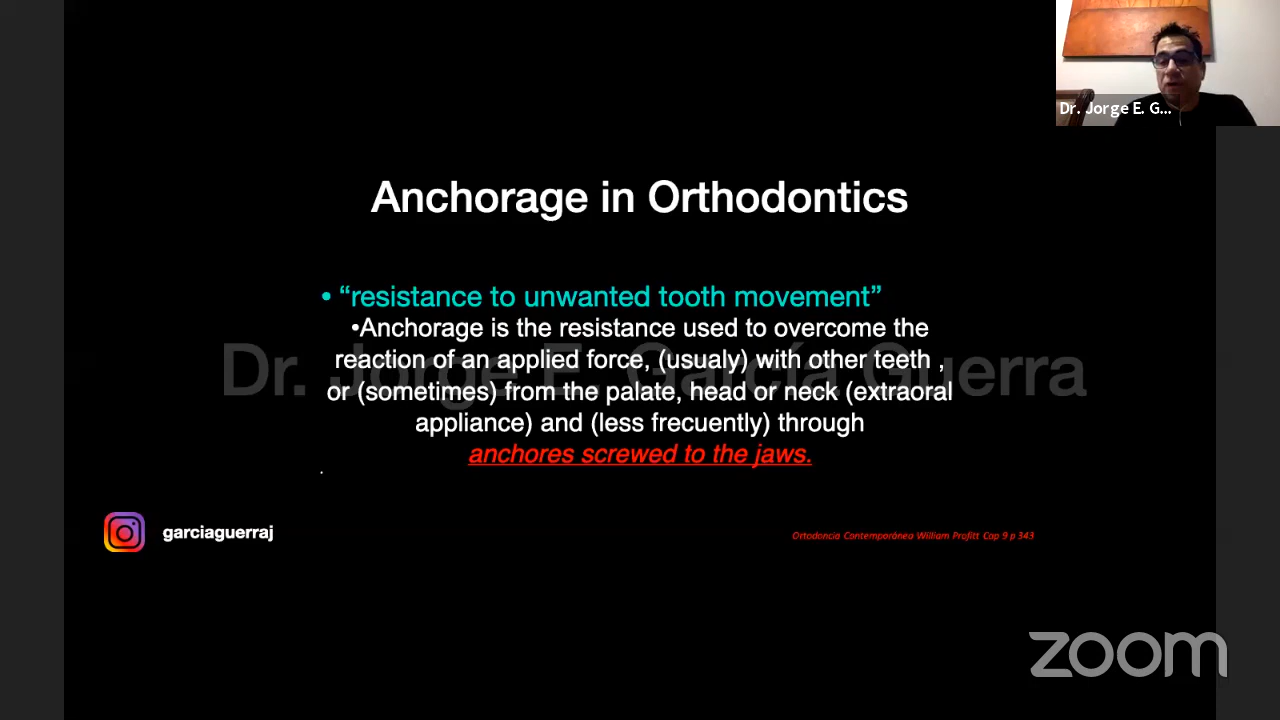 Dr. Jorge E. G...
Anchorage in Orthodontics
• “resistance to unwanted tooth movement”
•Anchorage is the resistance used to overcome the
reaction of an applied force, (usualy) with other teeth ,
or (sometimes) from the palate, head or neck (extraoral
appliance) and (less frecuently) through
anchores screwed to the jaws.
Dr. Jorge E. García Guerra
garciaguerraj
Ortodoncia Contemporánea William Profitt Cap 9 p 343
zoom